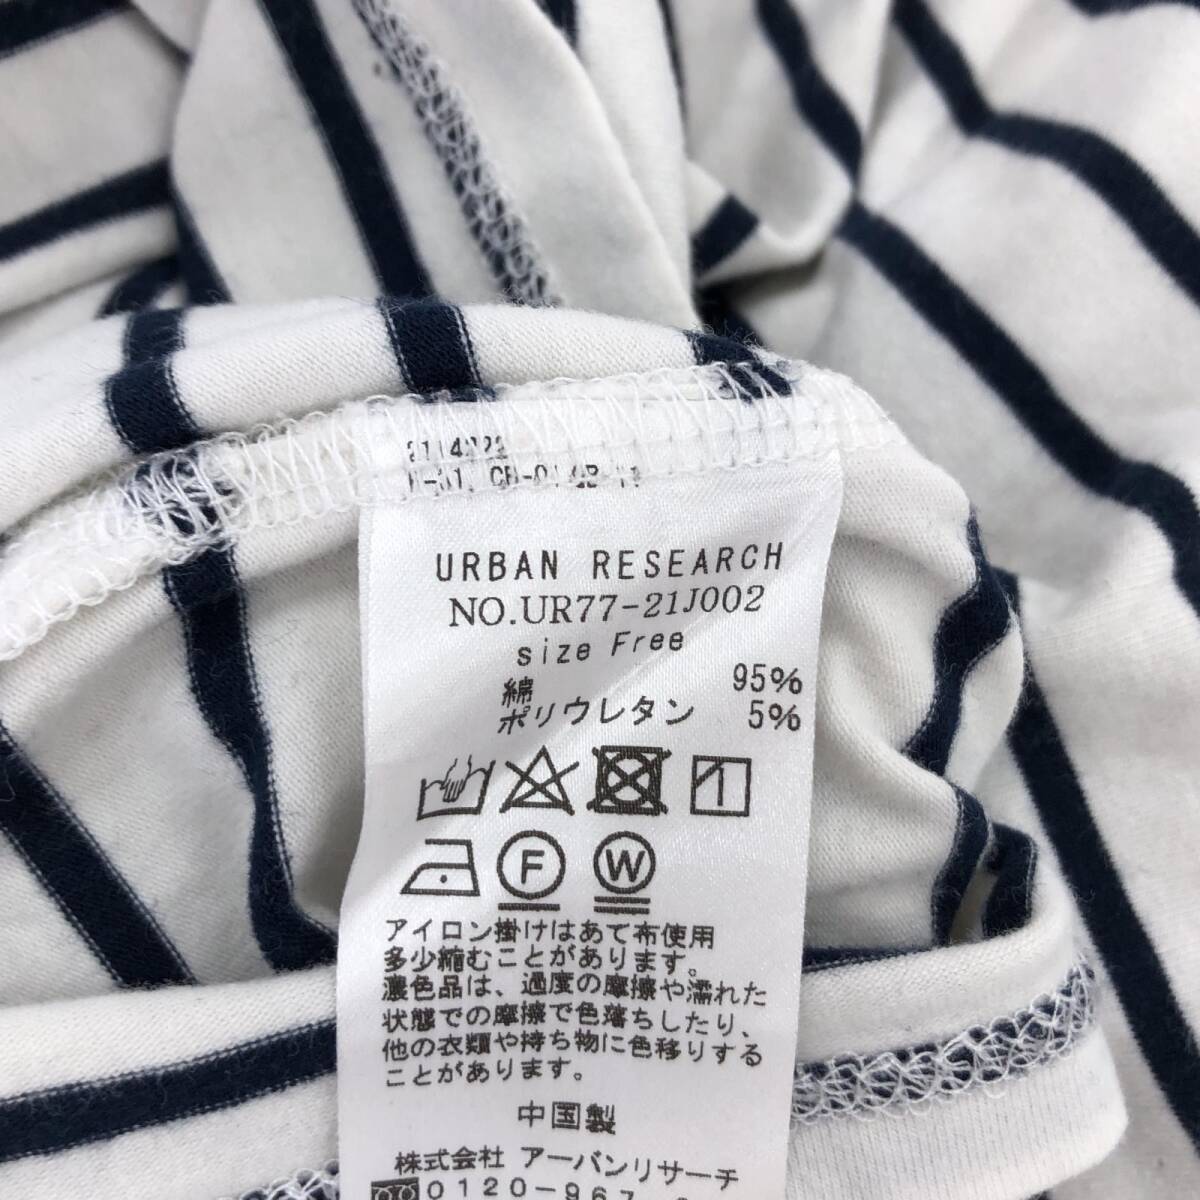 URBAN RESEARCH
NO.UR77-21J002
size Free
綿 95%
ポリウレタン 5%
F W
アイロン掛けはあて布使用
多少縮むことがあります。
濃色品は、過度の摩擦や濡れた
状態での摩擦で色落ちしたり、
他の衣類や持ち物に色移りする
ことがあります。
中国製
株式会社 アーバンリサーチ
0120-967